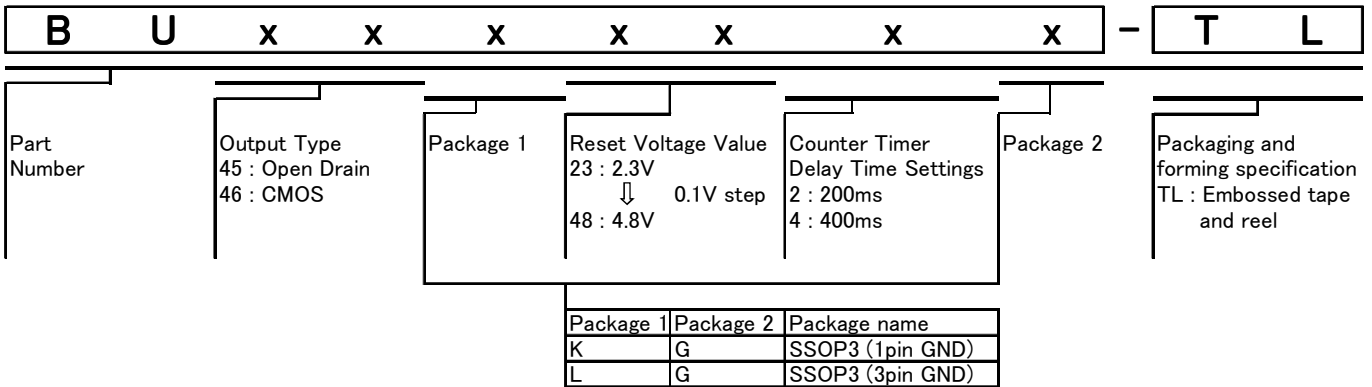 B U x x x x x x x - T L
Part Number
Output Type
45 : Open Drain
46 : CMOS
Package 1
Reset Voltage Value
23 : 2.3V
⇩ 0.1V step
48 : 4.8V
Counter Timer
Delay Time Settings
2 : 200ms
4 : 400ms
Package 2
Packaging and
forming specification
TL : Embossed tape
and reel
Package 1 Package 2 Package name
K G SSOP3 (1pin GND)
L G SSOP3 (3pin GND)